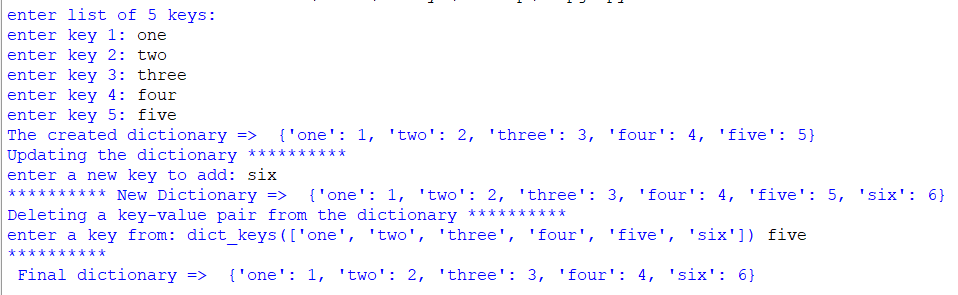 enter list of 5 keys:
enter key 1: one
enter key 2: two
enter key 3: three
enter key 4: four
enter key 5: five
The created dictionary =>  {'one': 1, 'two': 2, 'three': 3, 'four': 4, 'five': 5}
Updating the dictionary **********
enter a new key to add: six
********** New Dictionary =>  {'one': 1, 'two': 2, 'three': 3, 'four': 4, 'five': 5, 'six': 6}
Deleting a key-value pair from the dictionary **********
enter a key from: dict_keys(['one', 'two', 'three', 'four', 'five', 'six']) five
**********
 Final dictionary =>  {'one': 1, 'two': 2, 'three': 3, 'four': 4, 'six': 6}